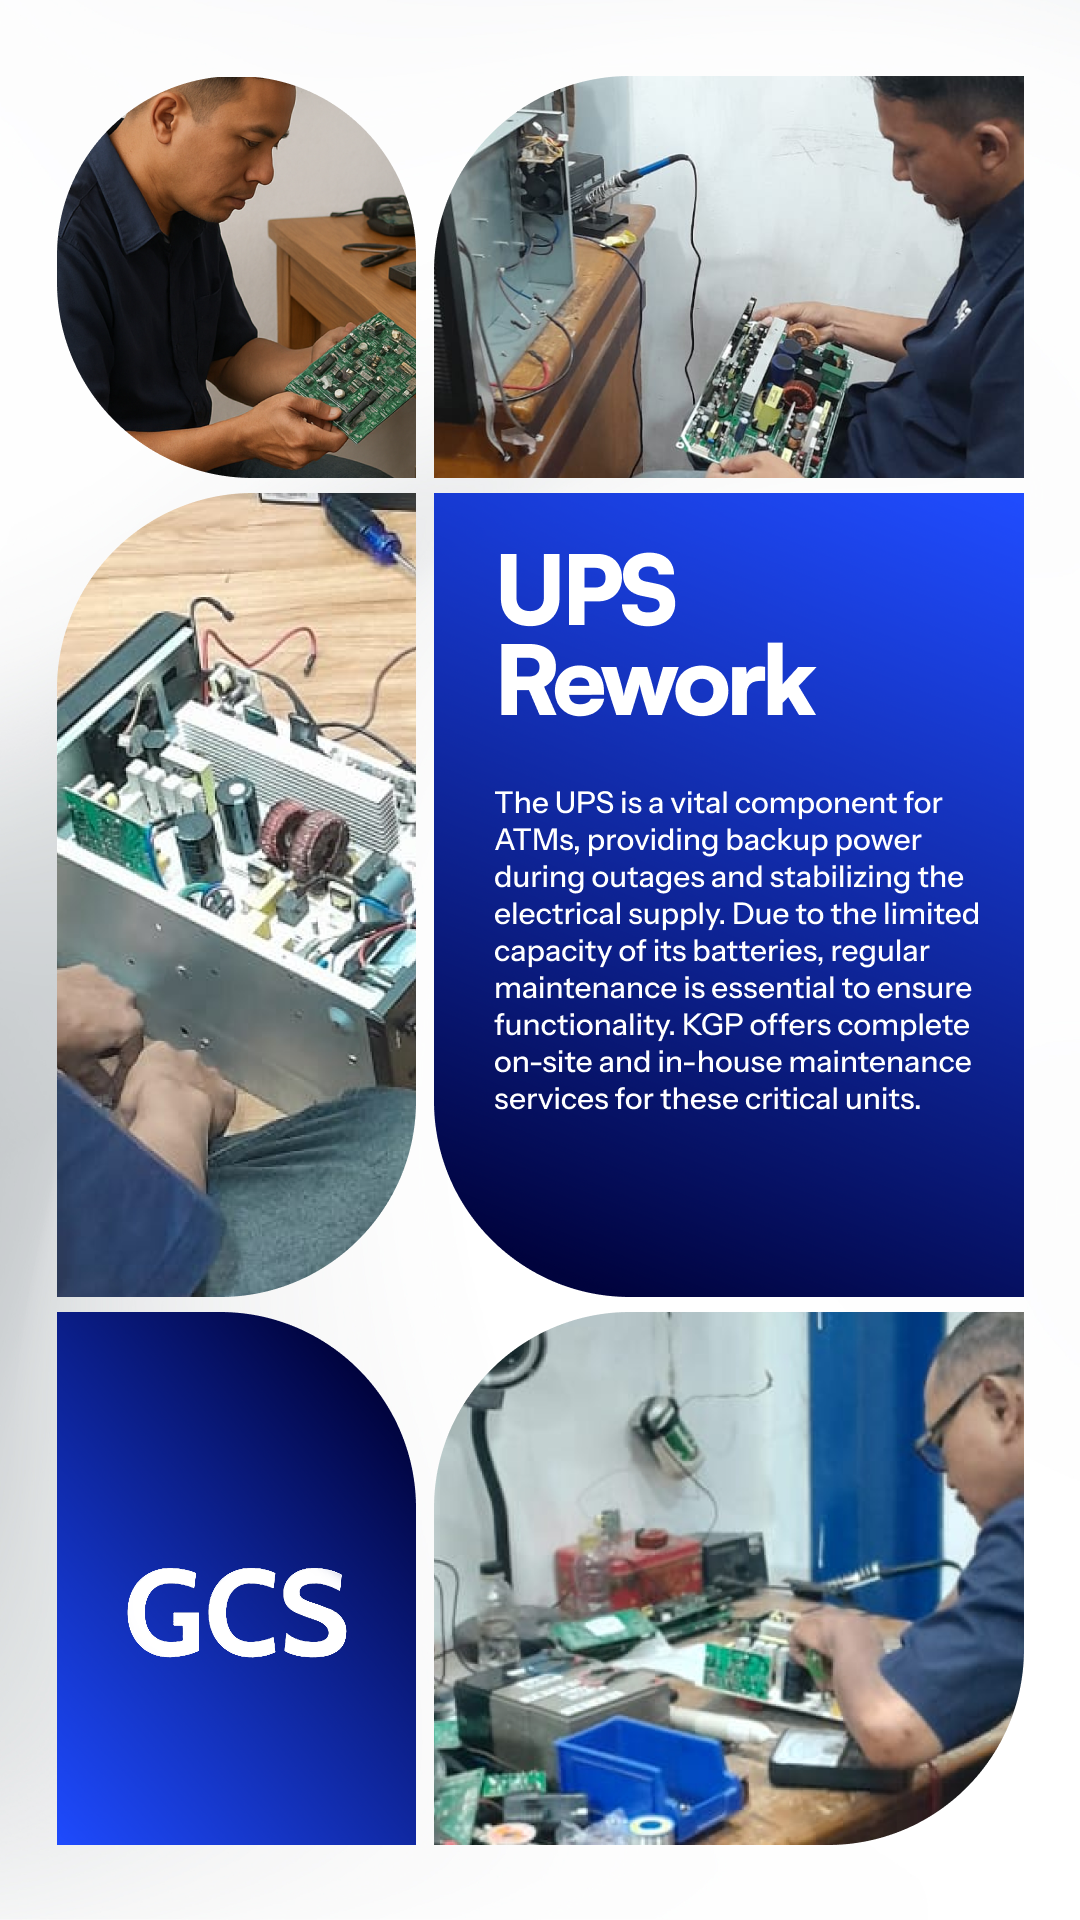 UPS
Rework
The UPS is a vital component for
ATMs, providing backup power
during outages and stabilizing the
electrical supply. Due to the limited
capacity of its batteries, regular
maintenance is essential to ensure
functionality. KGP offers complete
on-site and in-house maintenance
services for these critical units.
GCS